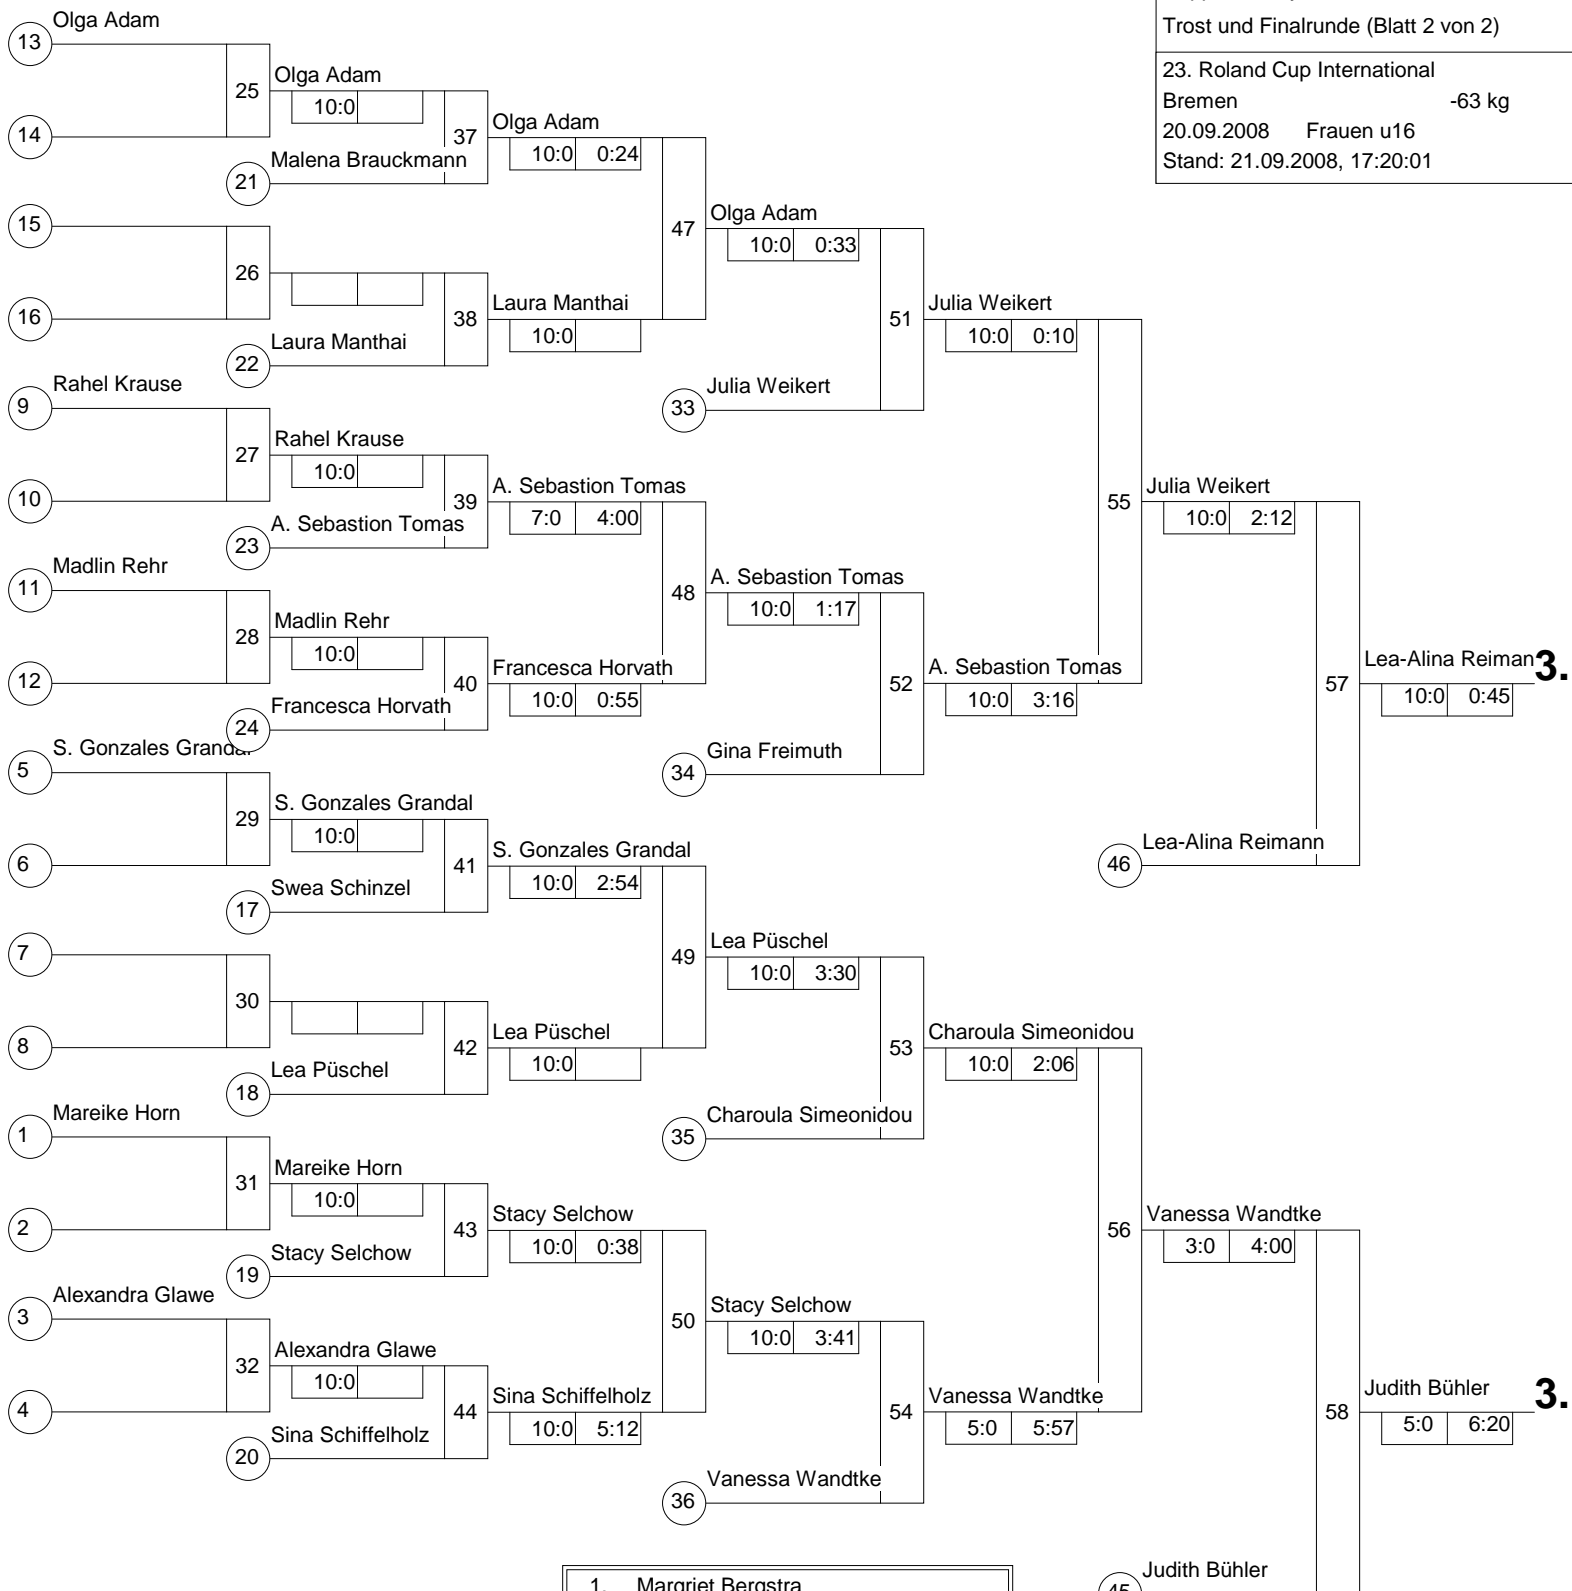 Trost und Finalrunde (Blatt 2 von 2)
23. Roland Cup International
Bremen -63 kg
20.09.2008 Frauen u16
Stand: 21.09.2008, 17:20:01
13 Olga Adam
25 Olga Adam
10:0
14
37 Olga Adam
10:0 0:24
21 Malena Brauckmann
15
47 Olga Adam
10:0 0:33
26
16
38 Laura Manthai
10:0
22 Laura Manthai
51 Julia Weikert
10:0 0:10
33 Julia Weikert
9 Rahel Krause
27 Rahel Krause
10:0
10
39 A. Sebastion Tomas
7:0 4:00
23 A. Sebastion Tomas
55 Julia Weikert
10:0 2:12
11 Madlin Rehr
48 A. Sebastion Tomas
10:0 1:17
28 Madlin Rehr
10:0
12
40 Francesca Horvath
10:0 0:55
24 Francesca Horvath
52 A. Sebastion Tomas
10:0 3:16
34 Gina Freimuth
57 Lea-Alina Reiman 3.
10:0 0:45
5 S. Gonzales Grandal
29 S. Gonzales Grandal
10:0
6
41 S. Gonzales Grandal
10:0 2:54
46 Lea-Alina Reimann
17 Swea Schinzel
7
49 Lea Püschel
10:0 3:30
30
8
42 Lea Püschel
10:0
18 Lea Püschel
53 Charoula Simeonidou
10:0 2:06
35 Charoula Simeonidou
1 Mareike Horn
31 Mareike Horn
10:0
2
43 Stacy Selchow
10:0 0:38
19 Stacy Selchow
56 Vanessa Wandtke
3:0 4:00
3 Alexandra Glawe
50 Stacy Selchow
10:0 3:41
32 Alexandra Glawe
10:0
4
44 Sina Schiffelholz
10:0 5:12
20 Sina Schiffelholz
54 Vanessa Wandtke
5:0 5:57
36 Vanessa Wandtke
58 Judith Bühler 3.
5:0 6:20
45 Judith Bühler
1. Margriet Bergstra